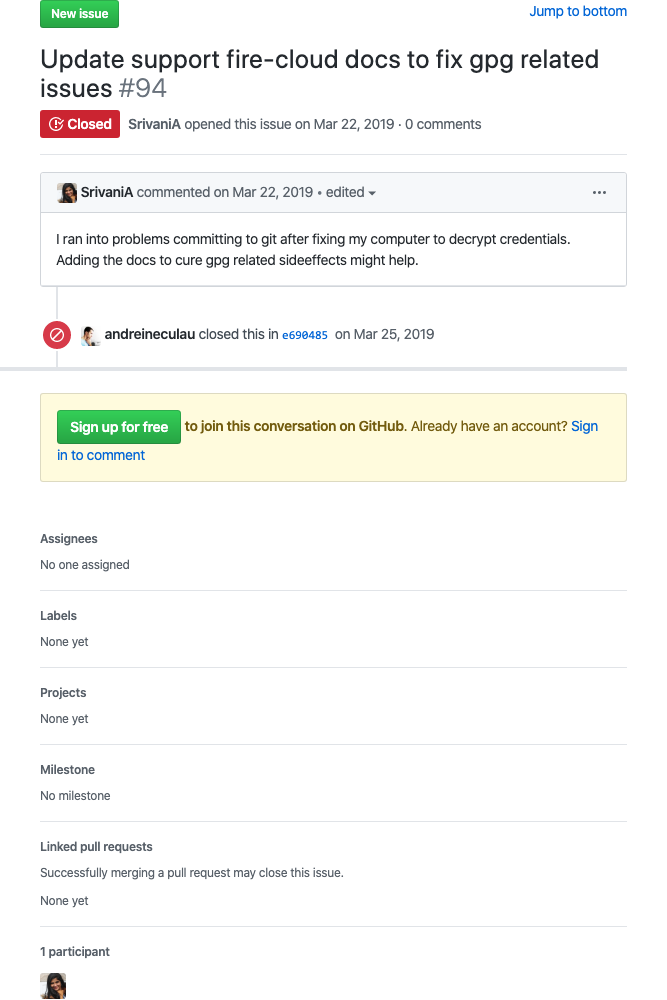 New issue
Jump to bottom
Update support fire-cloud docs to fix gpg related
issues #94
Closed SrivaniA opened this issue on Mar 22, 2019 · 0 comments
SrivaniA commented on Mar 22, 2019 • edited
I ran into problems committing to git after fixing my computer to decrypt credentials.
Adding the docs to cure gpg related sideeffects might help.
andreineculau closed this in e690485 on Mar 25, 2019
Sign up for free to join this conversation on GitHub. Already have an account? Sign
in to comment
Assignees
No one assigned
Labels
None yet
Projects
None yet
Milestone
No milestone
Linked pull requests
Successfully merging a pull request may close this issue.
None yet
1 participant